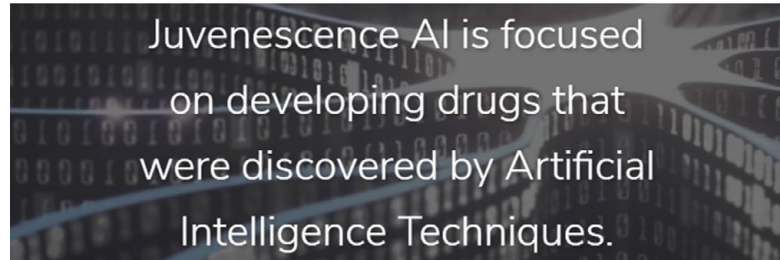 Juvenescence AI is focused
on developing drugs that
were discovered by Artificial
Intelligence Techniques.